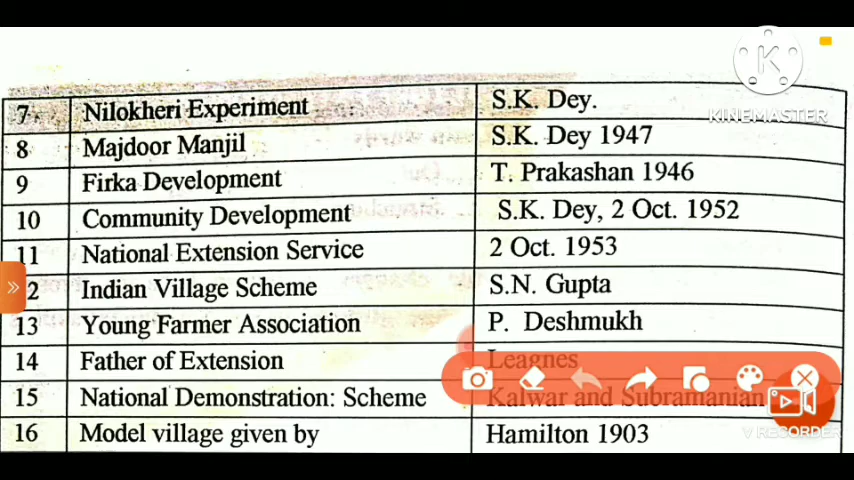 KINEMASTER
7 Nilokheri Experiment S.K. Dey.
8 Majdoor Manjil S.K. Dey 1947
9 Firka Development T. Prakashan 1946
10 Community Development S.K. Dey, 2 Oct. 1952
11 National Extension Service 2 Oct. 1953
2 Indian Village Scheme S.N. Gupta
13 Young Farmer Association P. Deshmukh
14 Father of Extension Leagnes
15 National Demonstration: Scheme Kalwar and Subramanian
16 Model village given by Hamilton 1903
V RECORDER